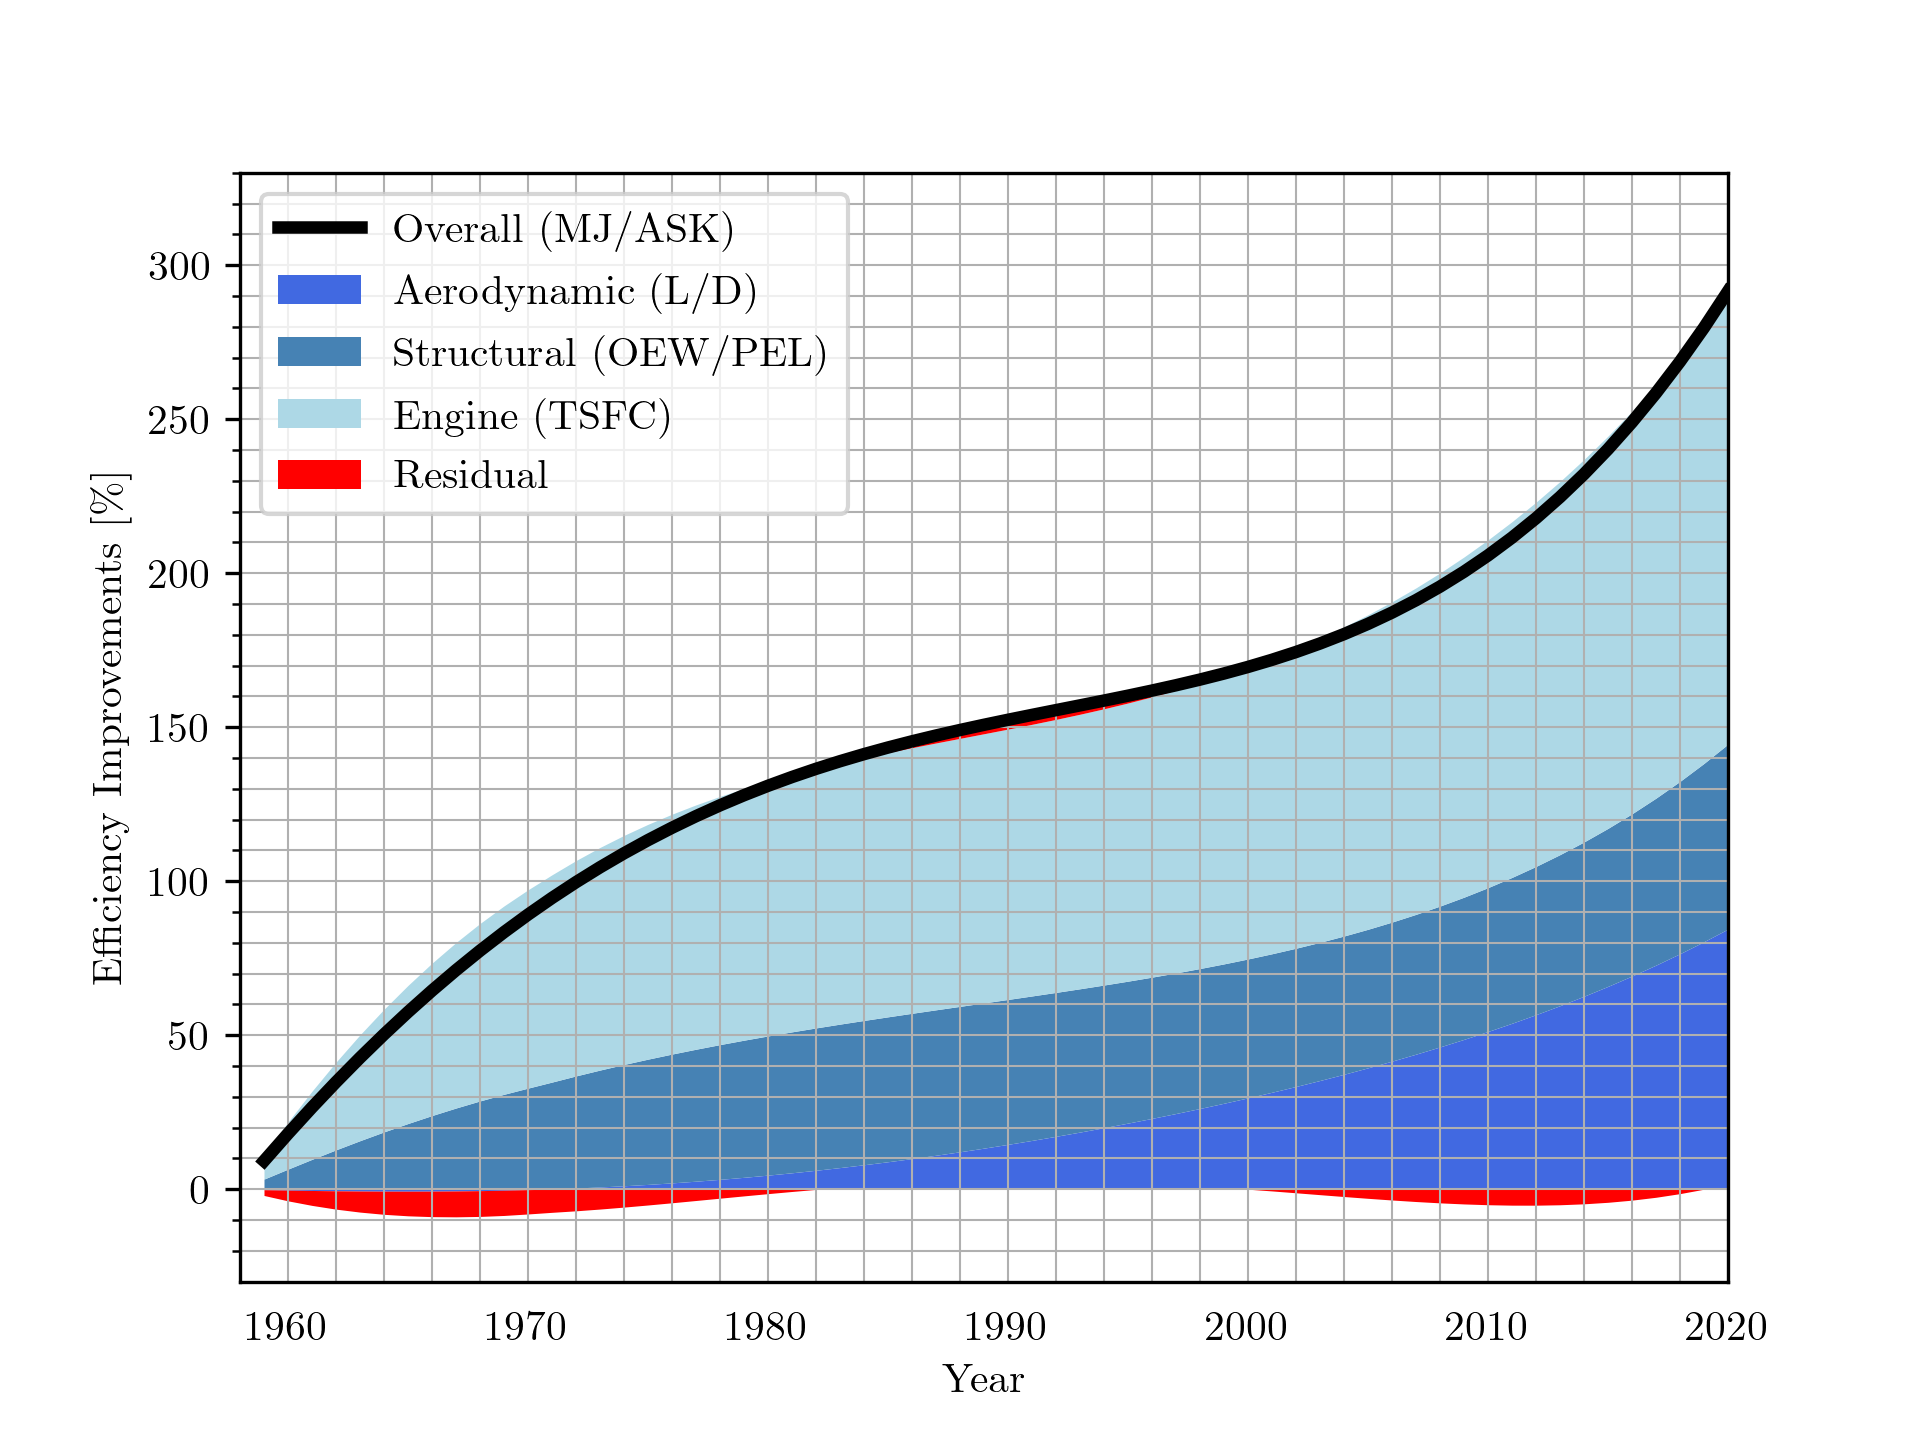 Overall (MJ/ASK)
Aerodynamic (L/D)
Structural (OEW/PEL)
Engine (TSFC)
Residual
Efficiency Improvements [%]
300
250
200
150
100
50
0
1960 1970 1980 1990 2000 2010 2020
Year